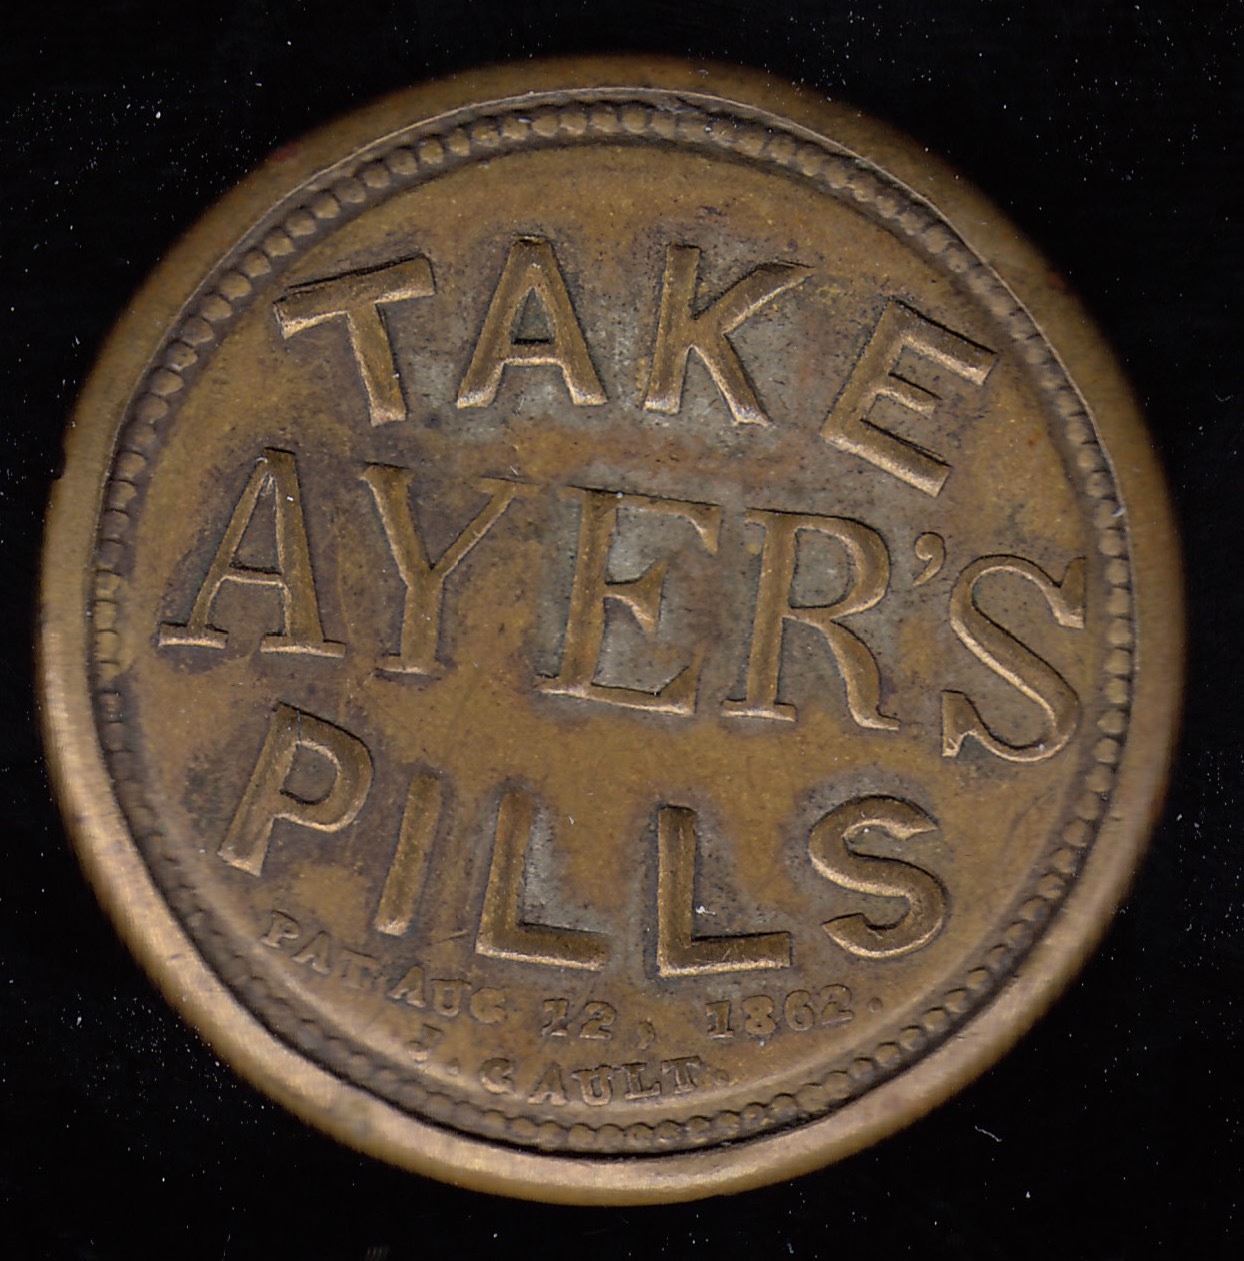 TAKE
AYER'S
PILLS
PAT. AUG. 12, 1862.
J. GAULT.